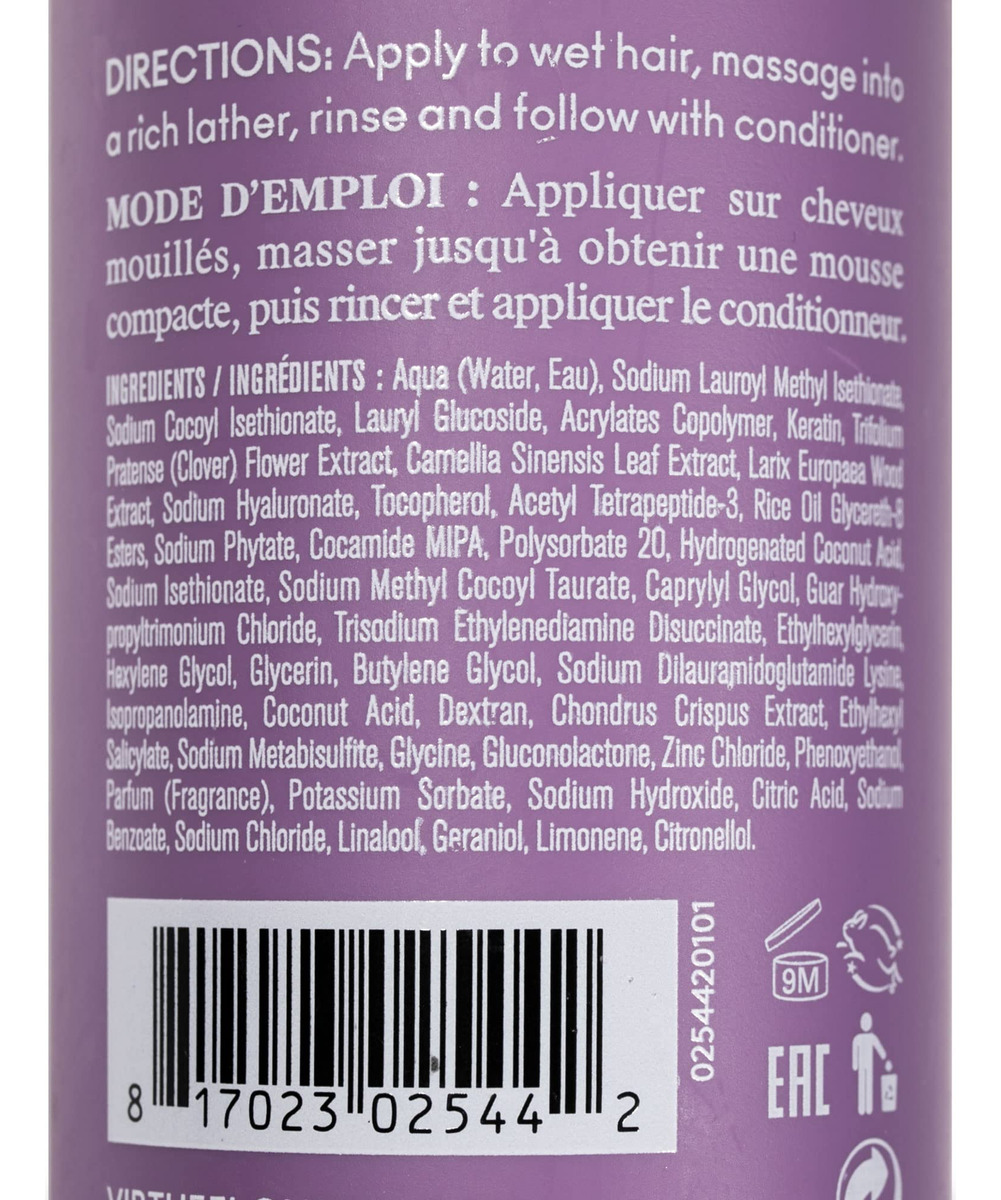 DIRECTIONS: Apply to wet hair, massage into
a rich lather, rinse and follow with conditioner.
MODE D'EMPLOI : Appliquer sur cheveux
mouillés, masser jusqu'à obtenir une mousse
compacte, puis rincer et appliquer le conditionneur.
INGREDIENTS / INGRÉDIENTS : Aqua (Water, Eau), Sodium Lauroyl Methyl Isethionate,
Sodium Cocoyl Isethionate, Lauryl Glucoside, Acrylates Copolymer, Keratin, Trifolium
Pratense (Clover) Flower Extract, Camellia Sinensis Leaf Extract, Larix Europaea Wood
Extract, Sodium Hyaluronate, Tocopherol, Acetyl Tetrapeptide-3, Rice Oil Glycereth-8
Esters, Sodium Phytate, Cocamide MIPA, Polysorbate 20, Hydrogenated Coconut Acid,
Sodium Isethionate, Sodium Methyl Cocoyl Taurate, Caprylyl Glycol, Guar Hydroxy-
propyltrimonium Chloride, Trisodium Ethylenediamine Disuccinate, Ethylhexylglycerin,
Hexylene Glycol, Glycerin, Butylene Glycol, Sodium Dilauramidoglutamide Lysine,
Isopropanolamine, Coconut Acid, Dextran, Chondrus Crispus Extract, Ethylhexyl
Salicylate, Sodium Metabisulfite, Glycine, Gluconolactone, Zinc Chloride, Phenoxyethanol,
Parfum (Fragrance), Potassium Sorbate, Sodium Hydroxide, Citric Acid, Sodium
Benzoate, Sodium Chloride, Linalool, Geraniol, Limonene, Citronellol.
8 17023 02544 2
0254420101
9M
EAC